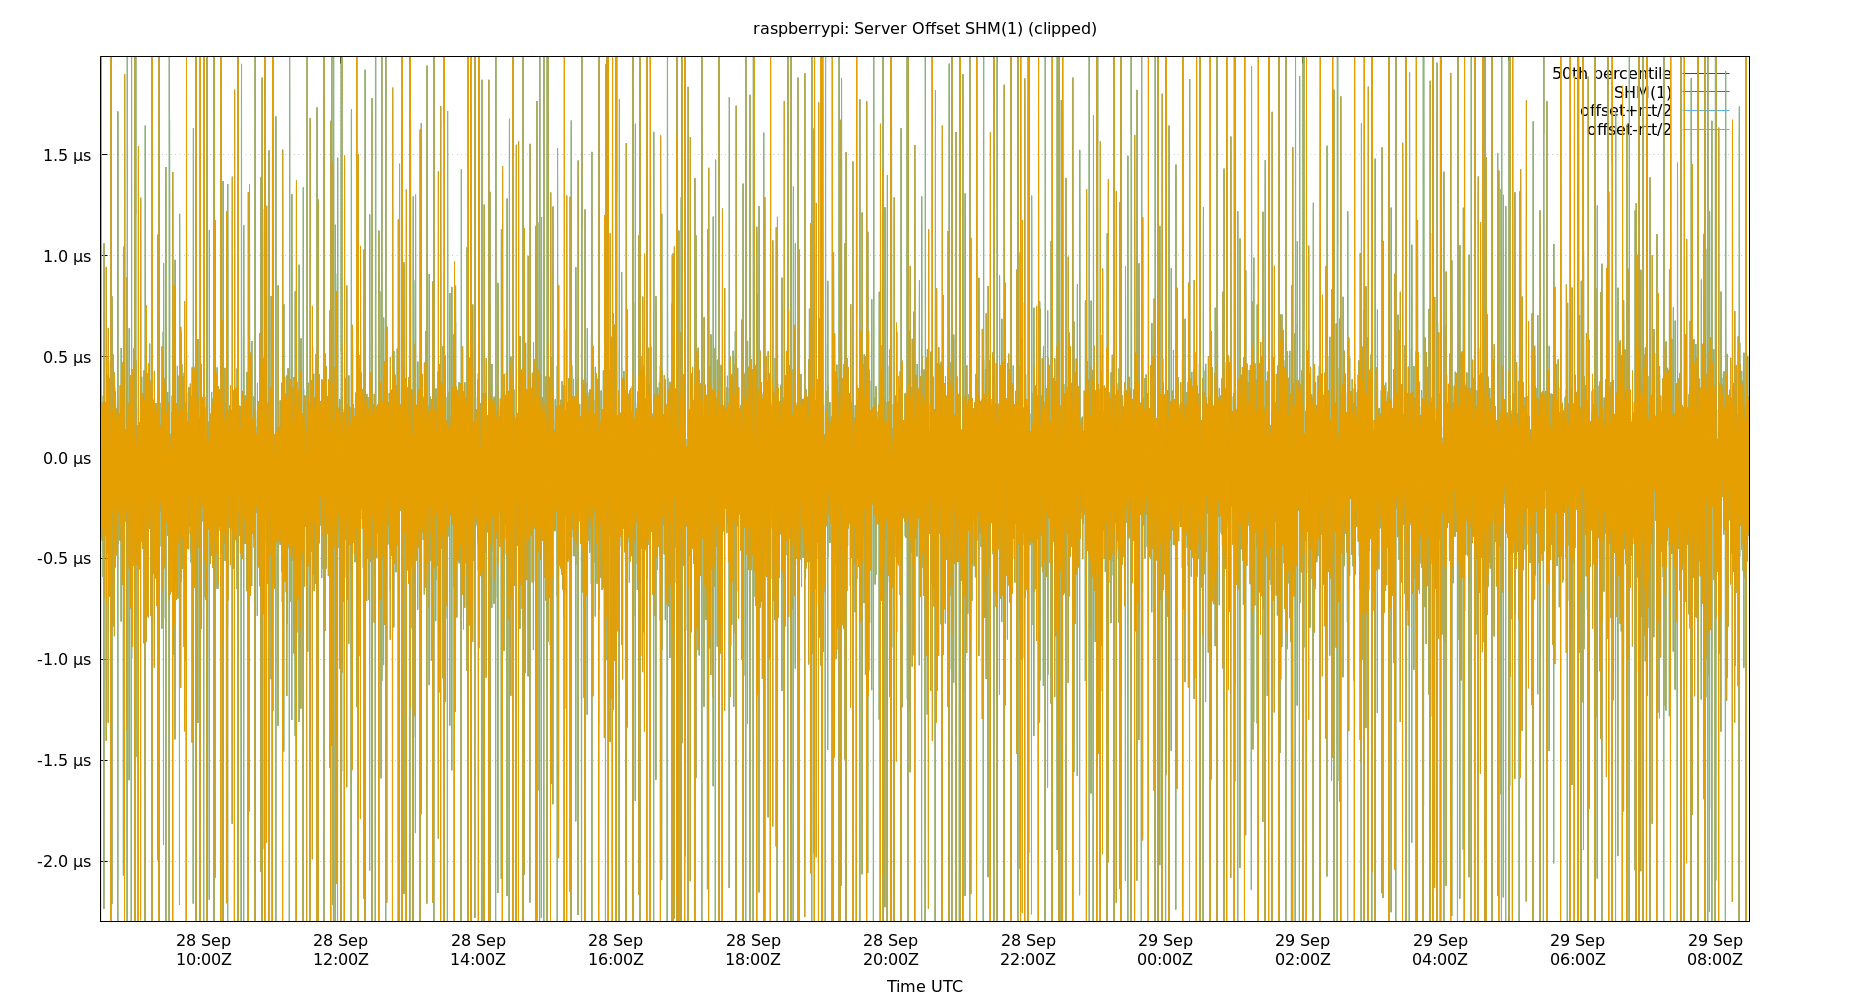 raspberrypi: Server Offset SHM(1) (clipped)
50th percentile
SHM(1)
offset+rtt/2
offset-rtt/2
1.5 µs
1.0 µs
0.5 µs
0.0 µs
-0.5 µs
-1.0 µs
-1.5 µs
-2.0 µs
28 Sep 28 Sep 28 Sep 28 Sep 28 Sep 28 Sep 28 Sep 29 Sep 29 Sep 29 Sep 29 Sep 29 Sep
10:00Z 12:00Z 14:00Z 16:00Z 18:00Z 20:00Z 22:00Z 00:00Z 02:00Z 04:00Z 06:00Z 08:00Z
Time UTC